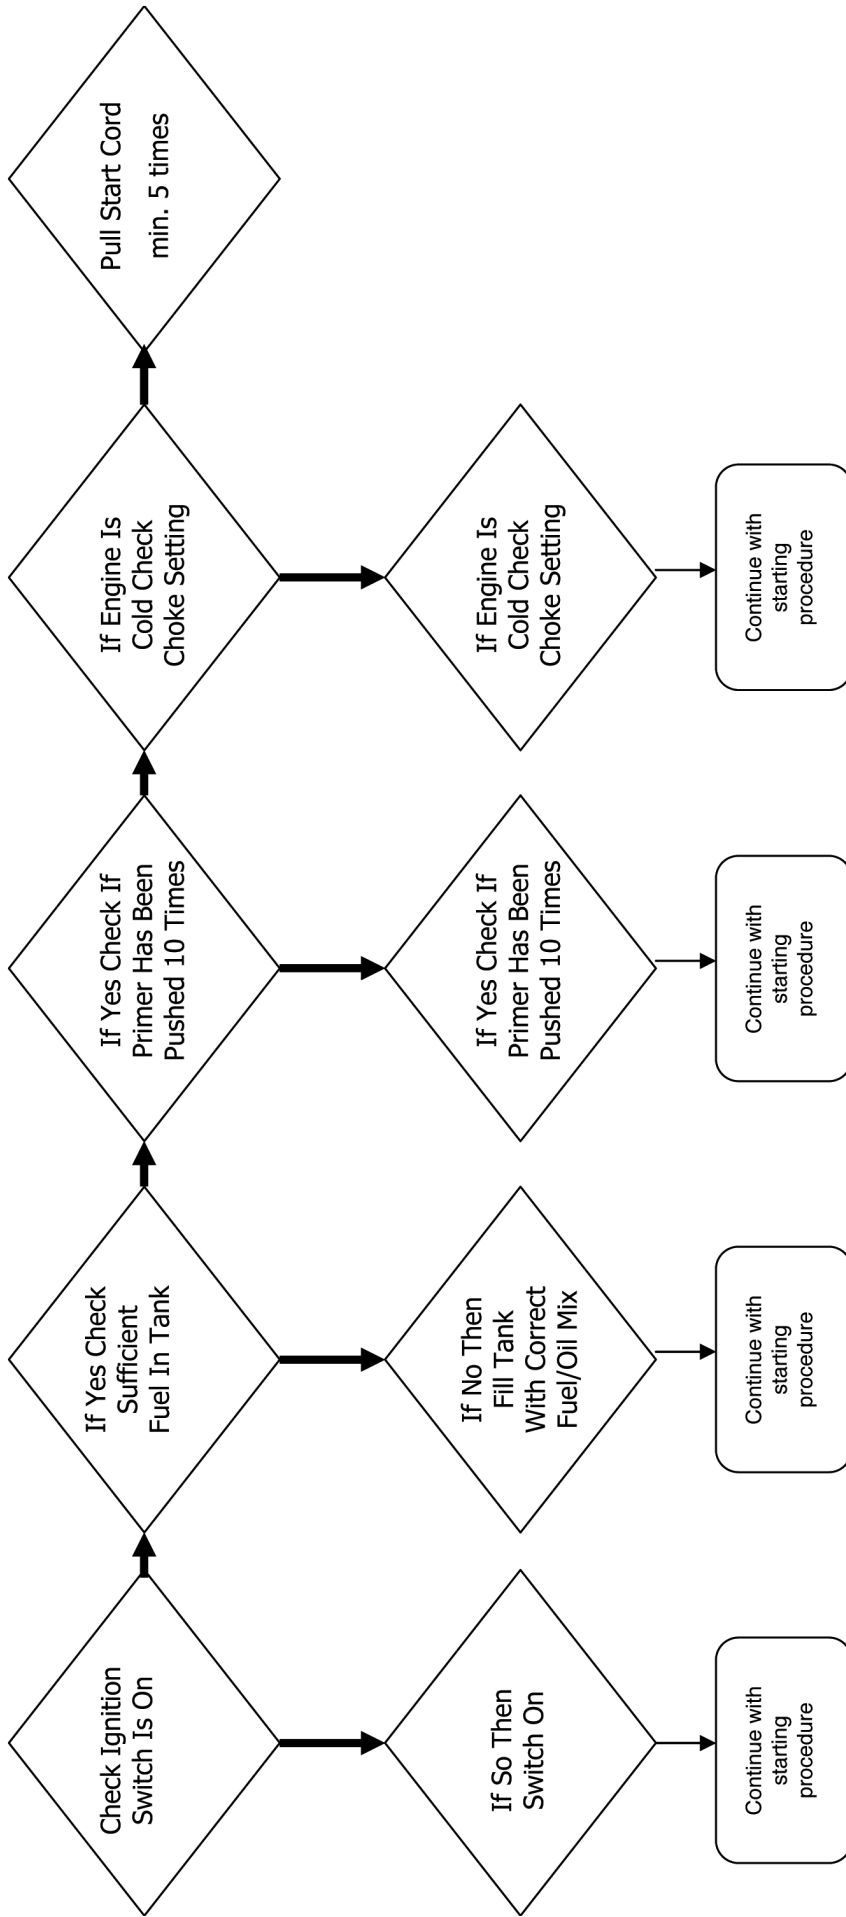 Check Ignition
Switch Is On
If Yes Check
Sufficient
Fuel In Tank
If Yes Check If
Primer Has Been
Pushed 10 Times
If Engine Is
Cold Check
Choke Setting
Pull Start Cord
min. 5 times
If So Then
Switch On
If No Then
Fill Tank
With Correct
Fuel/Oil Mix
If Yes Check If
Primer Has Been
Pushed 10 Times
If Engine Is
Cold Check
Choke Setting
Continue with
starting
procedure
Continue with
starting
procedure
Continue with
starting
procedure
Continue with
starting
procedure